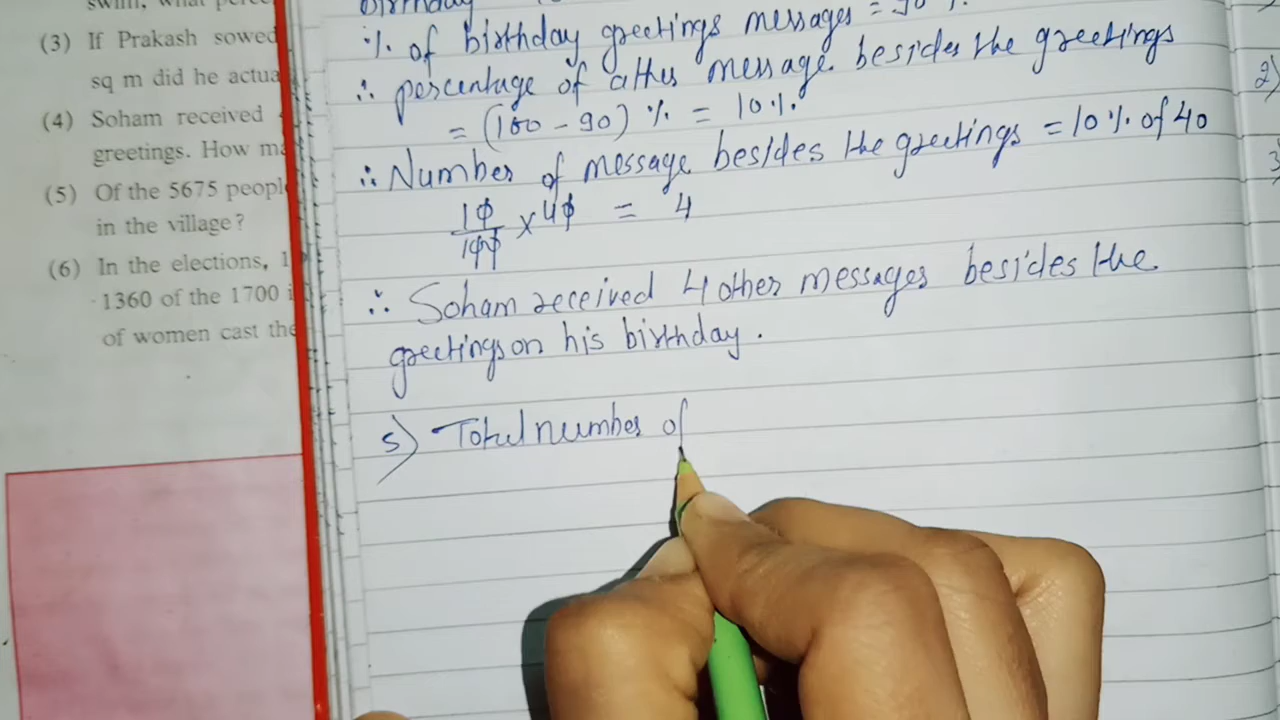 (3) If Prakash sowed
sq m did he actua
(4) Soham received
greetings. How ma
(5) Of the 5675 peopl
in the village?
(6) In the elections, 1
1360 of the 1700
of women cast the
% of birthday greetings messages = 90 %
∴ percentage of other message besides the greetings
= (100 - 90) % = 10%
∴ Number of message besides the greetings = 10% of 40
10/100 × 40 = 4
∴ Soham received 4 other messages besides the
greetings on his birthday.
5) Total number of
2)
3